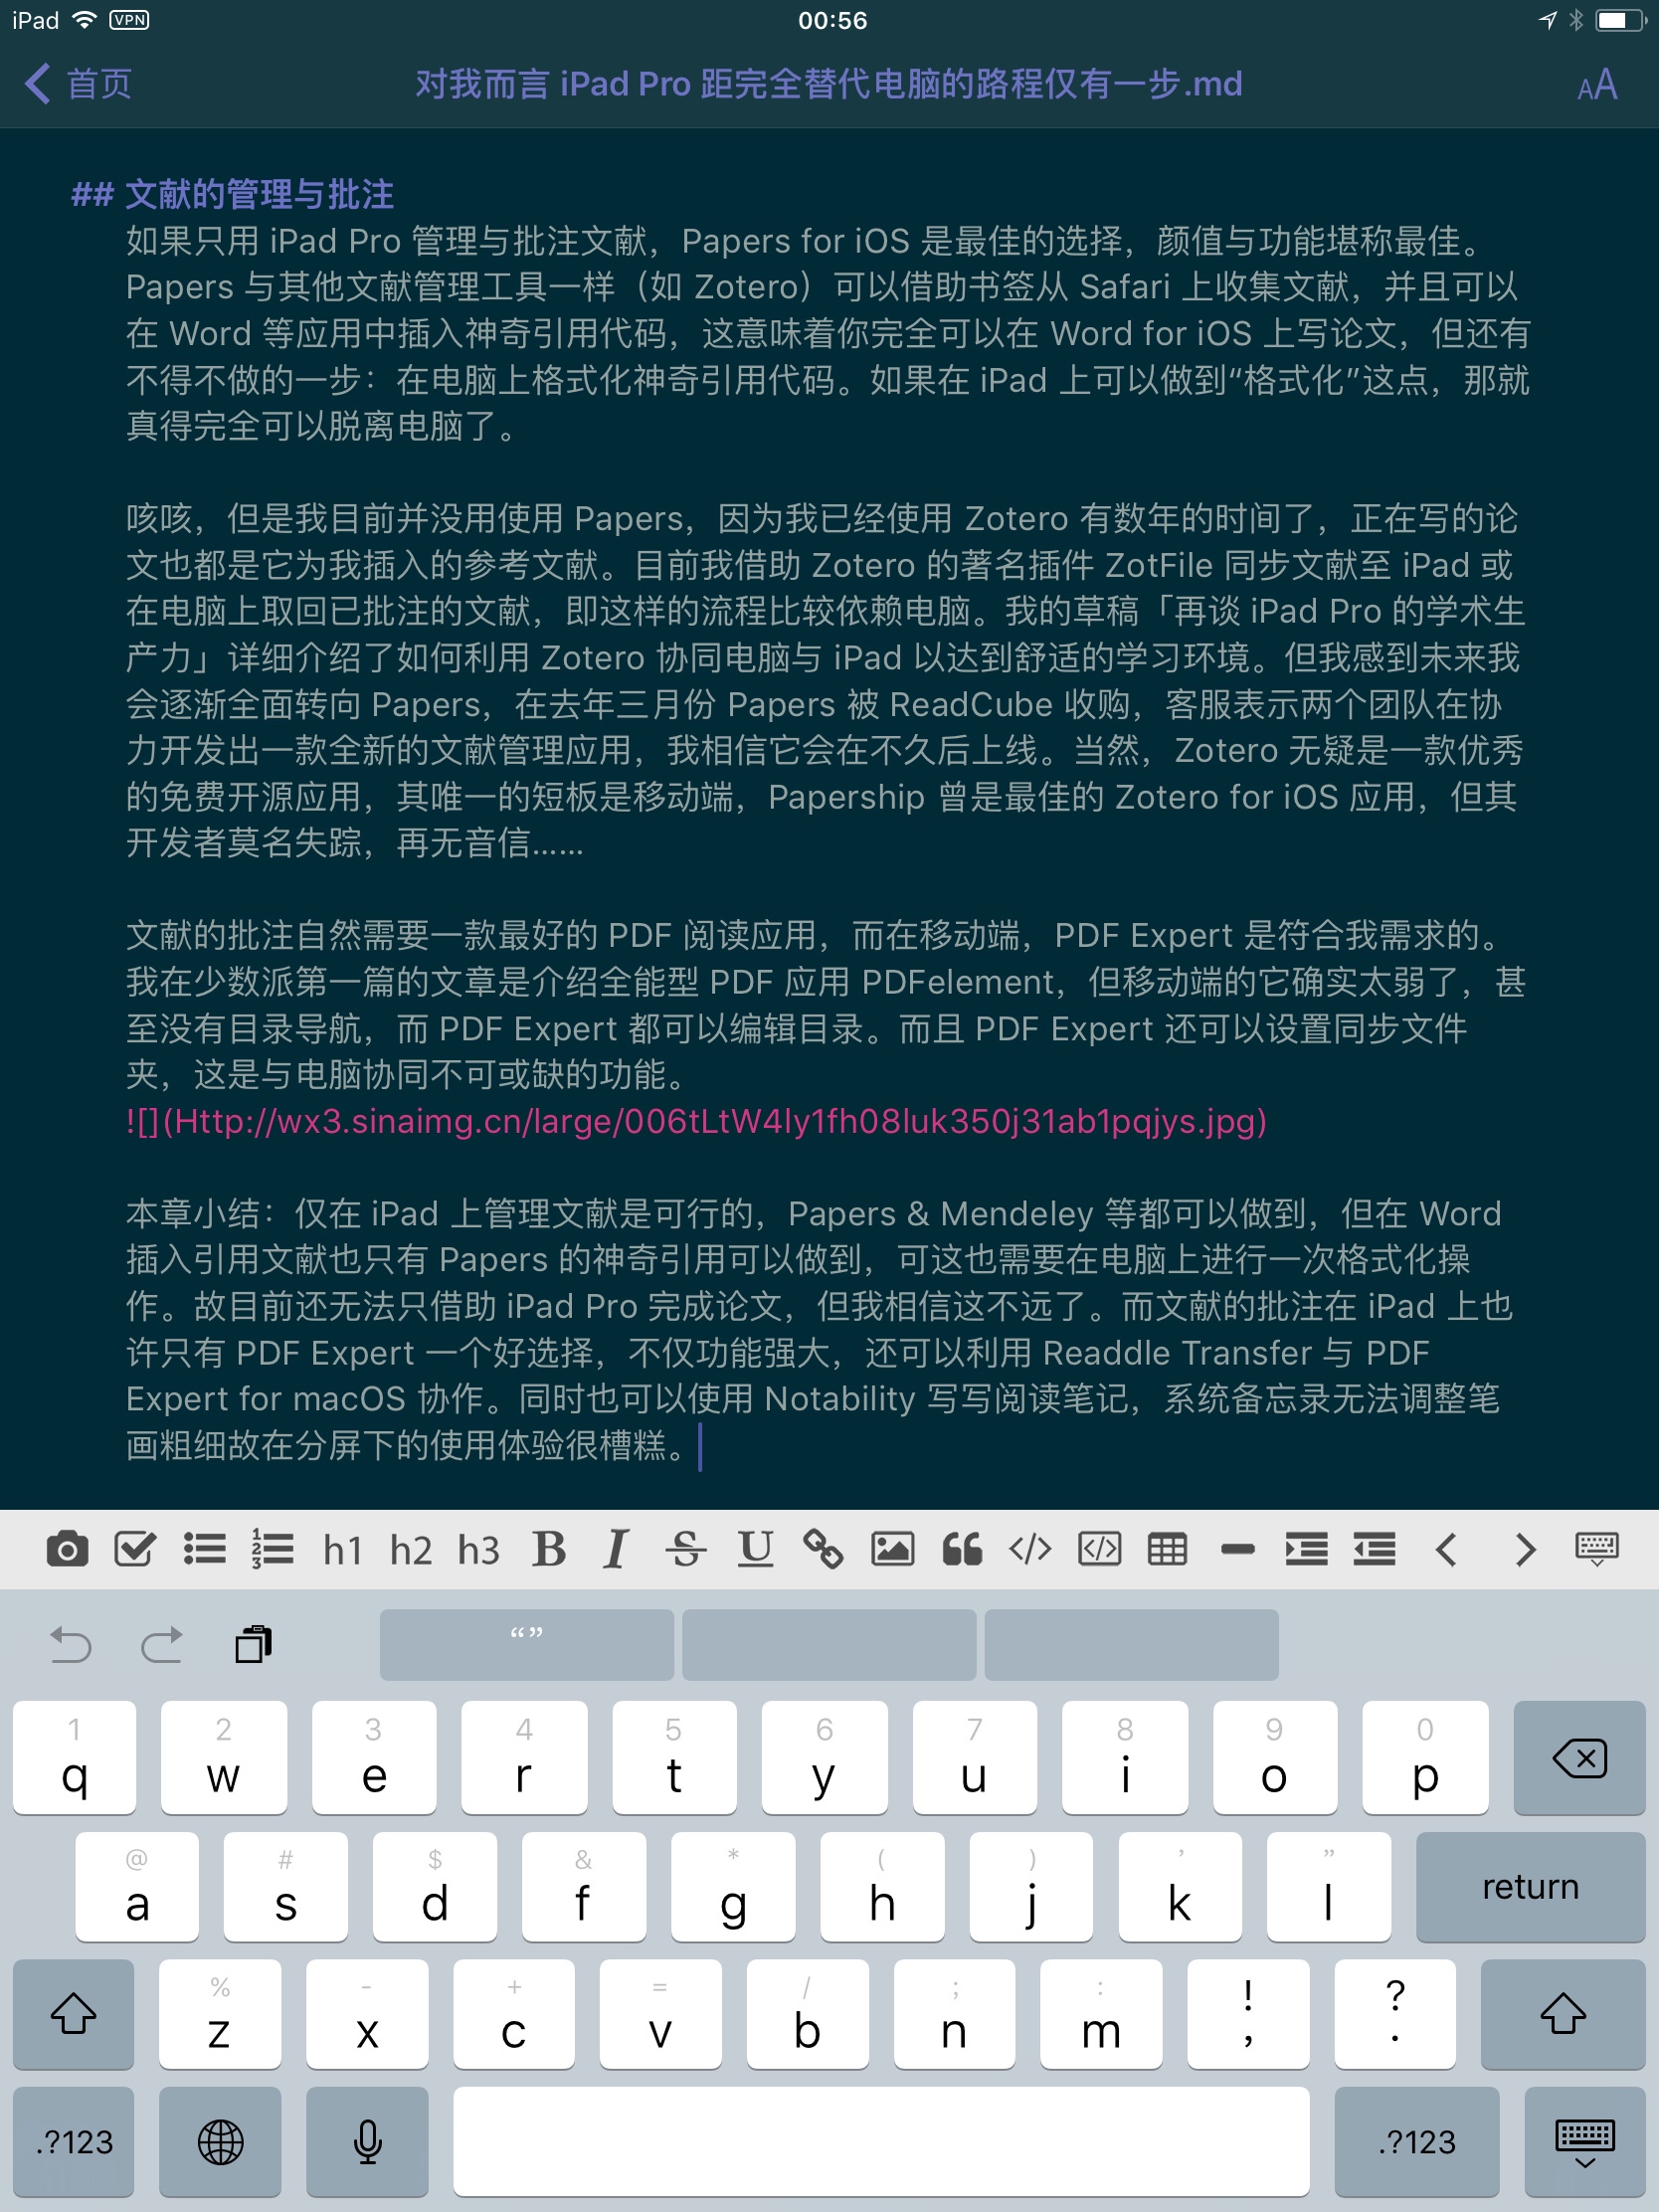 iPad VPN 00:56
首页 对我而言 iPad Pro 距完全替代电脑的路程仅有一步.md AA
## 文献的管理与批注
如果只用 iPad Pro 管理与批注文献，Papers for iOS 是最佳的选择，颜值与功能堪称最佳。
Papers 与其他文献管理工具一样（如 Zotero）可以借助书签从 Safari 上收集文献，并且可以
在 Word 等应用中插入神奇引用代码，这意味着你完全可以在 Word for iOS 上写论文，但还有
不得不做的一步：在电脑上格式化神奇引用代码。如果在 iPad 上可以做到“格式化”这点，那就
真得完全可以脱离电脑了。
咳咳，但是我目前并没用使用 Papers，因为我已经使用 Zotero 有数年的时间了，正在写的论
文也都是它为我插入的参考文献。目前我借助 Zotero 的著名插件 ZotFile 同步文献至 iPad 或
在电脑上取回已批注的文献，即这样的流程比较依赖电脑。我的草稿「再谈 iPad Pro 的学术生
产力」详细介绍了如何利用 Zotero 协同电脑与 iPad 以达到舒适的学习环境。但我感到未来我
会逐渐全面转向 Papers，在去年三月份 Papers 被 ReadCube 收购，客服表示两个团队在协
力开发出一款全新的文献管理应用，我相信它会在不久后上线。当然，Zotero 无疑是一款优秀
的免费开源应用，其唯一的短板是移动端，Papership 曾是最佳的 Zotero for iOS 应用，但其
开发者莫名失踪，再无音信……
文献的批注自然需要一款最好的 PDF 阅读应用，而在移动端，PDF Expert 是符合我需求的。
我在少数派第一篇的文章是介绍全能型 PDF 应用 PDFelement，但移动端的它确实太弱了，甚
至没有目录导航，而 PDF Expert 都可以编辑目录。而且 PDF Expert 还可以设置同步文件
夹，这是与电脑协同不可或缺的功能。
![](Http://wx3.sinaimg.cn/large/006tLtW4ly1fh08luk350j31ab1pqjys.jpg)
本章小结：仅在 iPad 上管理文献是可行的，Papers & Mendeley 等都可以做到，但在 Word
插入引用文献也只有 Papers 的神奇引用可以做到，可这也需要在电脑上进行一次格式化操
作。故目前还无法只借助 iPad Pro 完成论文，但我相信这不远了。而文献的批注在 iPad 上也
许只有 PDF Expert 一个好选择，不仅功能强大，还可以利用 Readdle Transfer 与 PDF
Expert for macOS 协作。同时也可以使用 Notability 写写阅读笔记，系统备忘录无法调整笔
画粗细故在分屏下的使用体验很槽糕。
1 2 3 h1 h2 h3 B I S U </> </>
“ ”
1 2 3 4 5 6 7 8 9 0
q w e r t y u i o p
@ # $ & * ( ) ’ ”
a s d f g h j k l return
% - + = / ; : ! ?
z x c v b n m , .
.?123 .?123